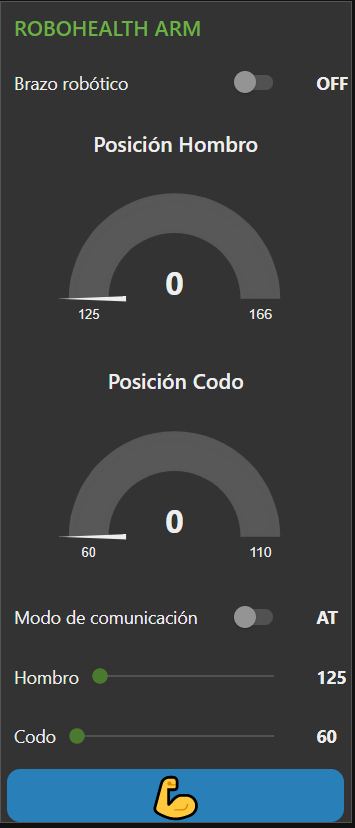 ROBOHEALTH ARM
Brazo robótico OFF
Posición Hombro
0
125 166
Posición Codo
0
60 110
Modo de comunicación AT
Hombro 125
Codo 60